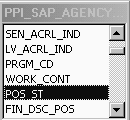 PPI_SAP_AGENCY
SEN_ACRL_IND
LV_ACRL_IND
PRGM_CD
WORK_CONT
POS_ST
FIN_DSC_POS